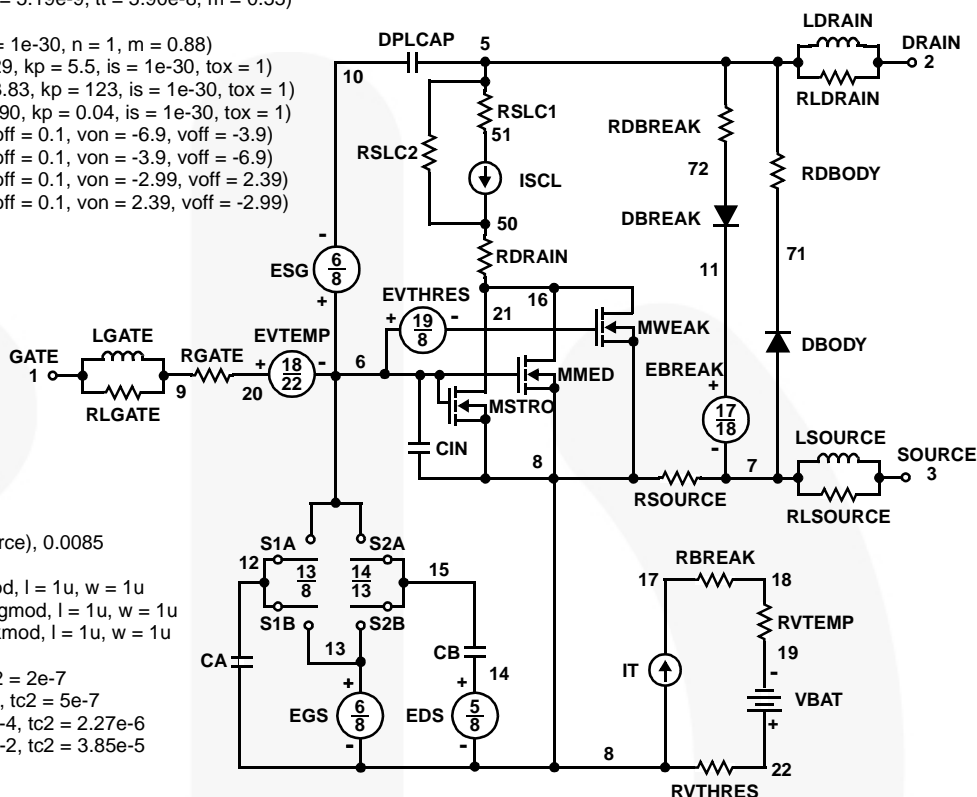 = 5.19e-9, tt = 5.90e-8, m = 0.55)
= 1e-30, n = 1, m = 0.88)
29, kp = 5.5, is = 1e-30, tox = 1)
3.83, kp = 123, is = 1e-30, tox = 1)
90, kp = 0.04, is = 1e-30, tox = 1)
off = 0.1, von = -6.9, voff = -3.9)
off = 0.1, von = -3.9, voff = -6.9)
off = 0.1, von = -2.99, voff = 2.39)
off = 0.1, von = 2.39, voff = -2.99)
rce), 0.0085
od, l = 1u, w = 1u
gmod, l = 1u, w = 1u
kmod, l = 1u, w = 1u
2 = 2e-7
, tc2 = 5e-7
-4, tc2 = 2.27e-6
-2, tc2 = 3.85e-5
DPLCAP
5
10
LDRAIN
DRAIN
2
RLDRAIN
RSLC1
51
RSLC2
ISCL
50
RDBREAK
72
RDBODY
DBREAK
71
RDRAIN
11
-
ESG
6
8
+
EVTHRES
+
19
8
-
16
21
MWEAK
DBODY
LGATE
GATE
1
RLGATE
9
RGATE
20
EVTEMP
+
18
22
-
6
MMED
MSTRO
EBREAK
+
17
18
-
CIN
8
RSOURCE
7
LSOURCE
SOURCE
3
RLSOURCE
S1A
S2A
12
13
8
14
13
15
S1B
S2B
13
CA
CB
14
+
EGS
6
8
-
+
EDS
5
8
-
8
17
RBREAK
18
RVTEMP
19
IT
-
VBAT
+
22
RVTHRES